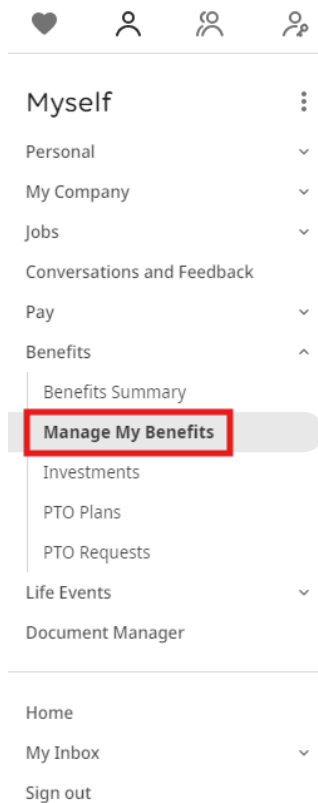 Myself
Personal
My Company
Jobs
Conversations and Feedback
Pay
Benefits
Benefits Summary
Manage My Benefits
Investments
PTO Plans
PTO Requests
Life Events
Document Manager
Home
My Inbox
Sign out